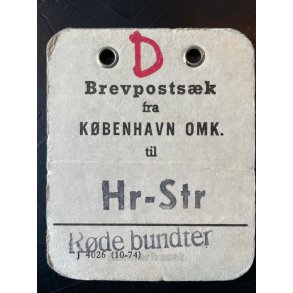 D
Brevpostsæk
fra
KØBENHAVN OMK.
til
Hr-Str
Røde bundter
J 4026 (10-74)